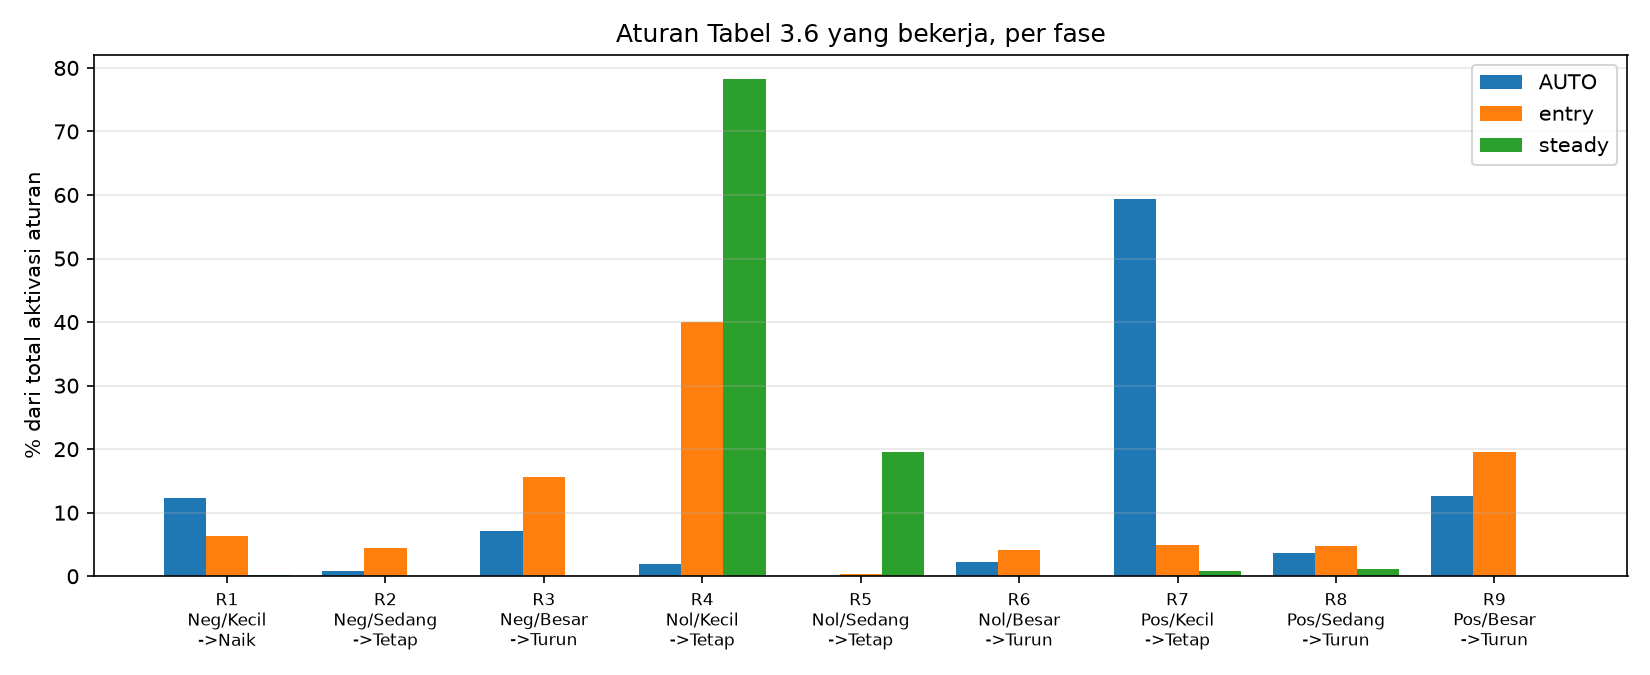 Aturan Tabel 3.6 yang bekerja, per fase
AUTO
entry
steady
% dari total aktivasi aturan
80
70
60
50
40
30
20
10
0
R1
Neg/Kecil
->Naik
R2
Neg/Sedang
->Tetap
R3
Neg/Besar
->Turun
R4
Nol/Kecil
->Tetap
R5
Nol/Sedang
->Tetap
R6
Nol/Besar
->Turun
R7
Pos/Kecil
->Tetap
R8
Pos/Sedang
->Turun
R9
Pos/Besar
->Turun